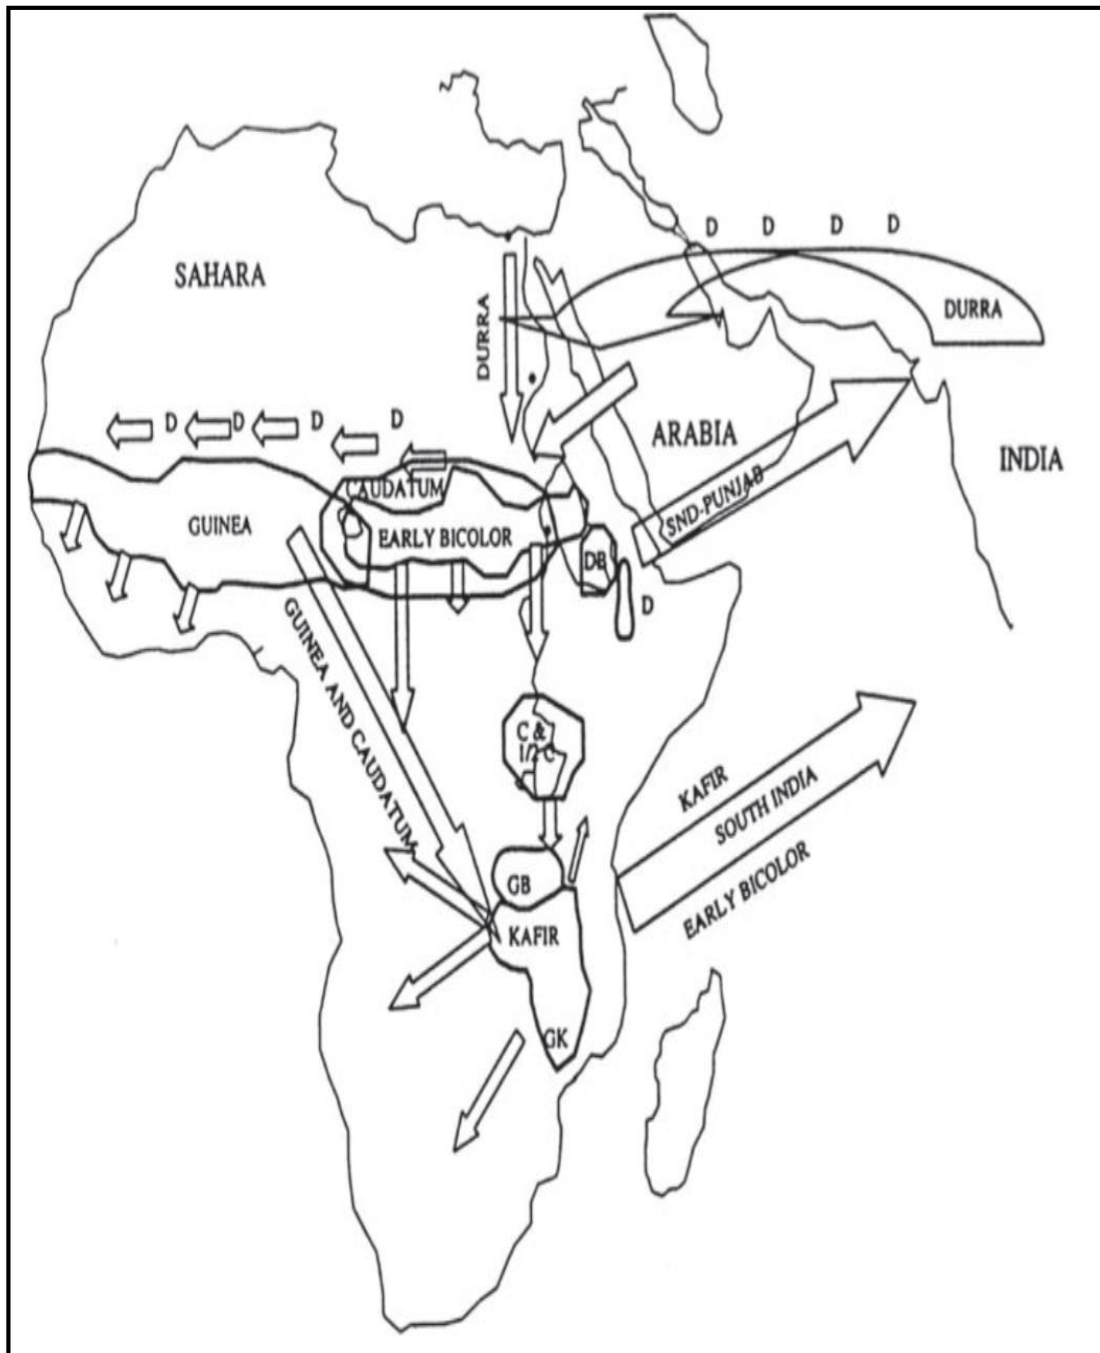 D D D D
SAHARA
DURRA
DURRA
D D D D
ARABIA
INDIA
CAUDATUM
SND-PUNJAB
GUINEA
EARLY BICOLOR
DB
D
GUINEA AND CAUDATUM
C &
1/2 C
KAFIR
SOUTH INDIA
EARLY BICOLOR
GB
KAFIR
GK